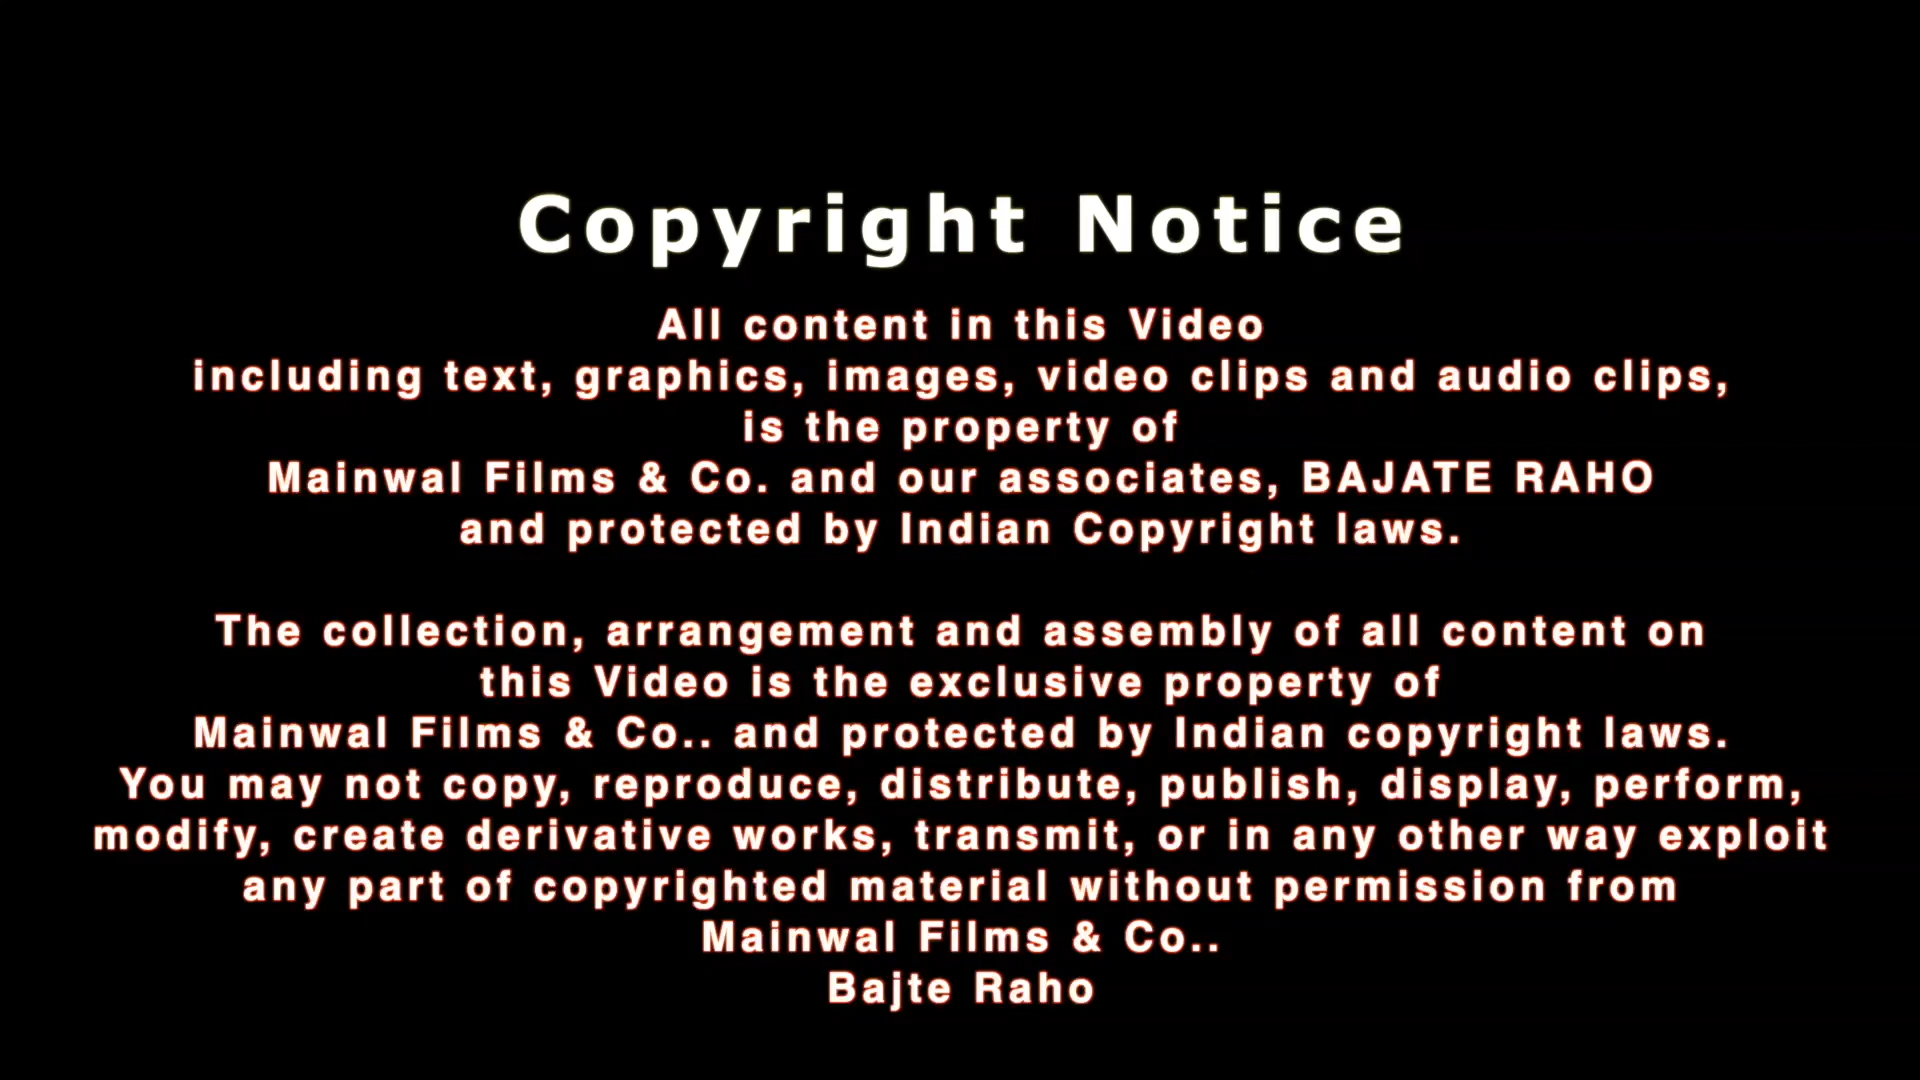 Copyright Notice
All content in this Video
including text, graphics, images, video clips and audio clips,
is the property of
Mainwal Films & Co. and our associates, BAJATE RAHO
and protected by Indian Copyright laws.
The collection, arrangement and assembly of all content on
this Video is the exclusive property of
Mainwal Films & Co.. and protected by Indian copyright laws.
You may not copy, reproduce, distribute, publish, display, perform,
modify, create derivative works, transmit, or in any other way exploit
any part of copyrighted material without permission from
Mainwal Films & Co..
Bajte Raho